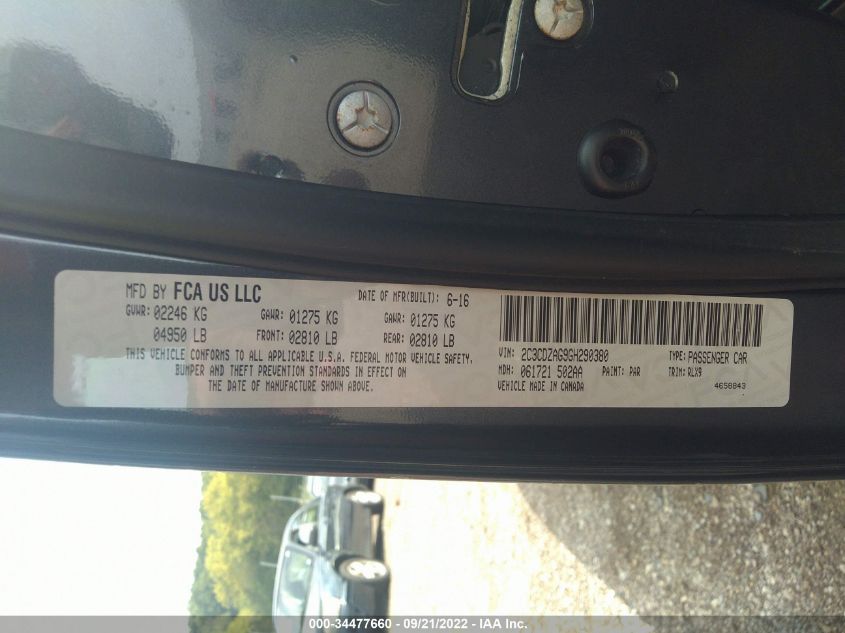 MFD BY FCA US LLC
DATE OF MFR(BUILT): 6-16
GVWR: 02246 KG
04950 LB
GAWR: 01275 KG
FRONT: 02810 LB
GAWR: 01275 KG
REAR: 02810 LB
THIS VEHICLE CONFORMS TO ALL APPLICABLE U.S.A. FEDERAL MOTOR VEHICLE SAFETY,
BUMPER AND THEFT PREVENTION STANDARDS IN EFFECT ON
THE DATE OF MANUFACTURE SHOWN ABOVE.
VIN: 2C3CDZAG9GH290380
TYPE: PASSENGER CAR
MDH: 061721 502AA
PAINT: PAR
TRIM: RLX9
VEHICLE MADE IN CANADA
4658843
000-34477660 - 09/21/2022 - IAA Inc.